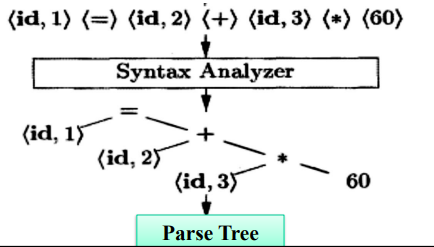 ⟨id, 1⟩ ⟨=⟩ ⟨id, 2⟩ ⟨+⟩ ⟨id, 3⟩ ⟨*⟩ ⟨60⟩
Syntax Analyzer
=
⟨id, 1⟩
+
⟨id, 2⟩
*
⟨id, 3⟩
60
Parse Tree